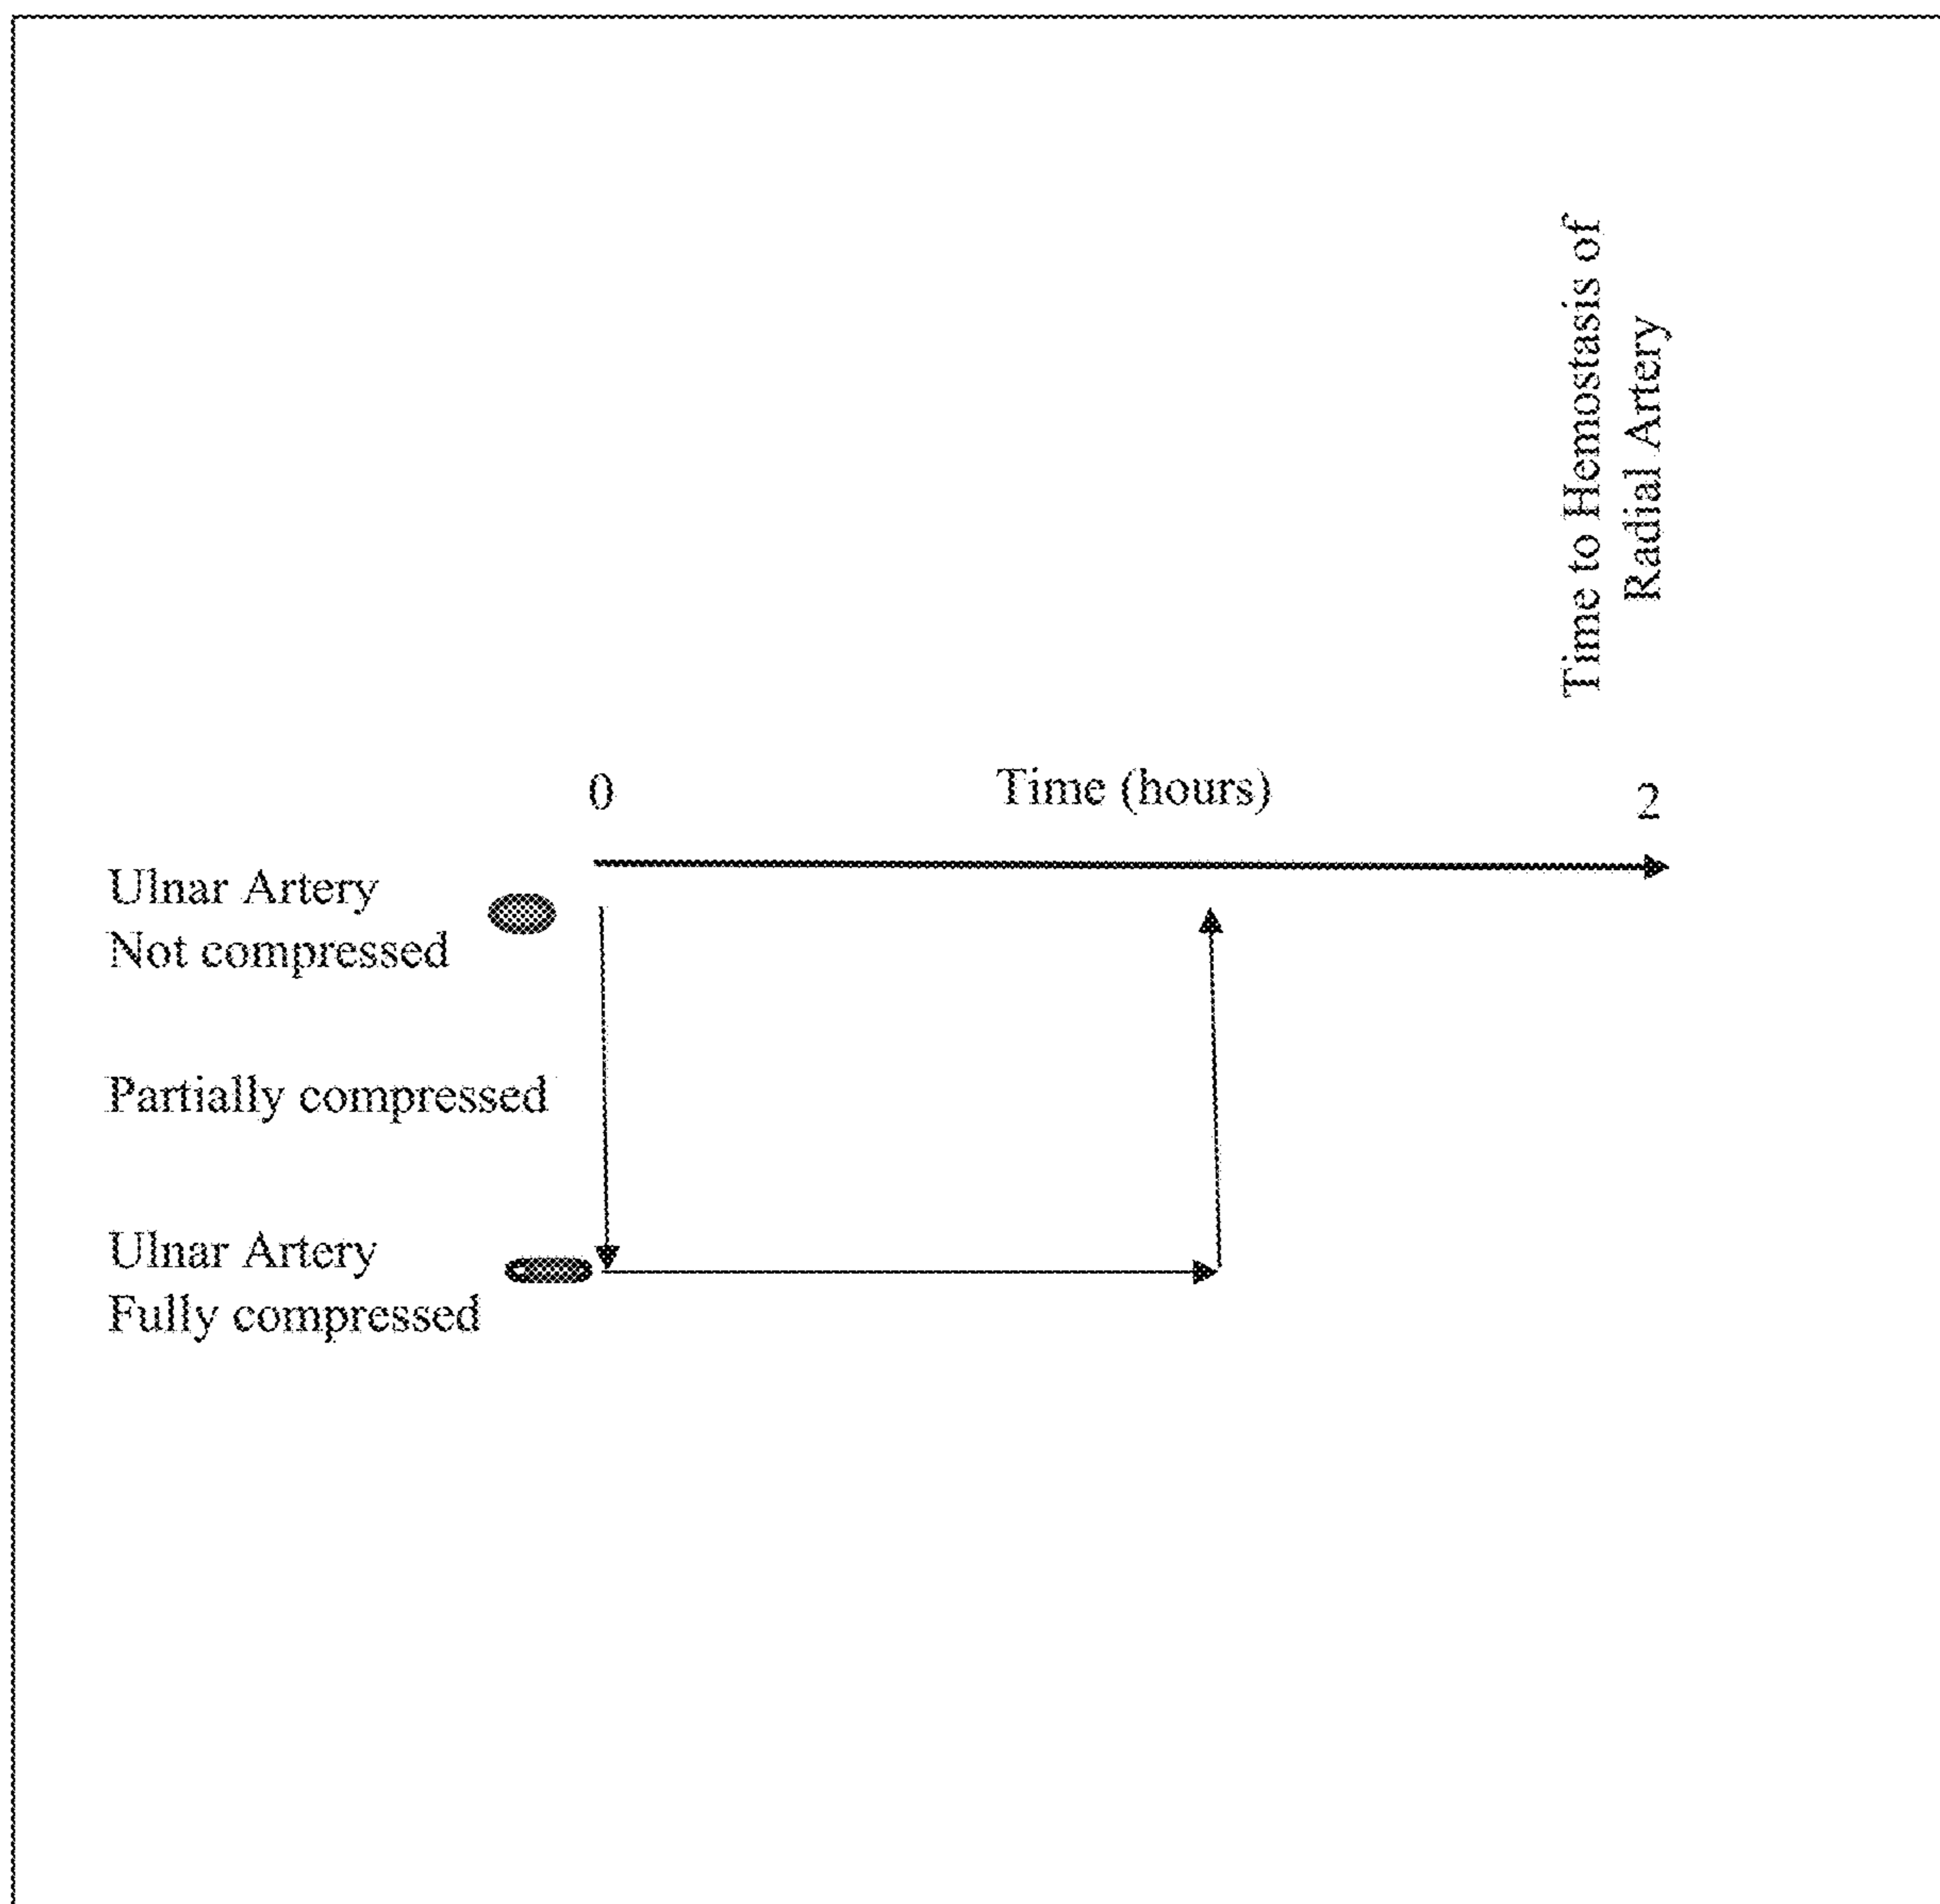 Time to Hemostasis of
Radial Artery
0
Time (hours)
2
Ulnar Artery
Not compressed
Partially compressed
Ulnar Artery
Fully compressed